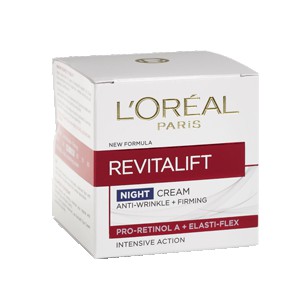 L'ORÉAL
PARIS
NEW FORMULA
REVITALIFT
NIGHT CREAM
ANTI-WRINKLE + FIRMING
PRO-RETINOL A + ELASTI-FLEX
INTENSIVE ACTION